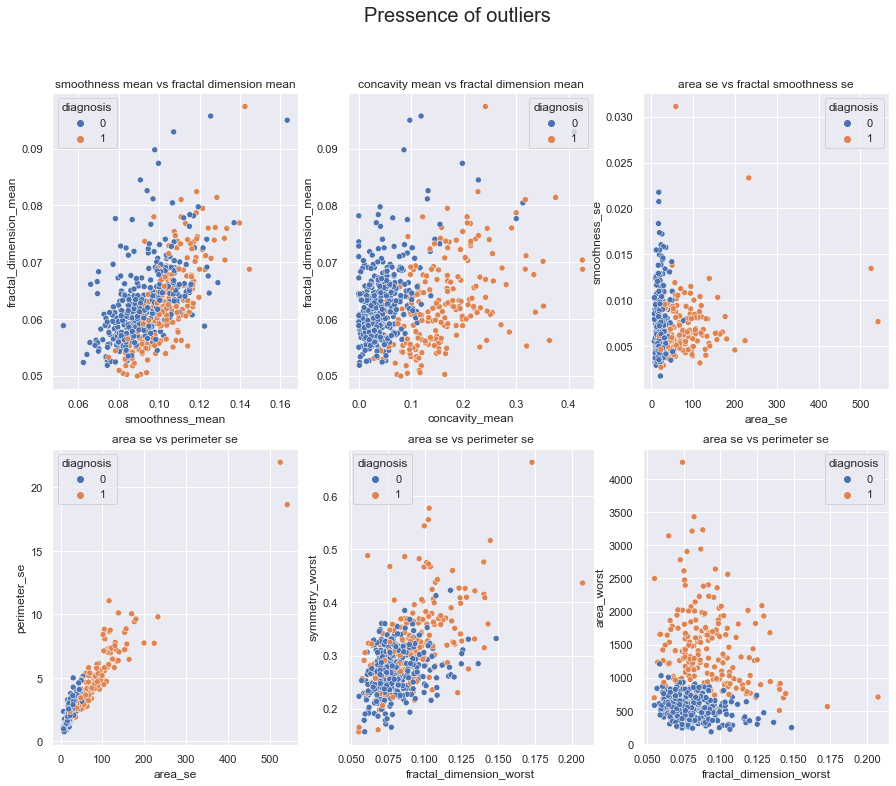 Pressence of outliers
smoothness mean vs fractal dimension mean
diagnosis
0
1
0.09
0.08
0.07
0.06
0.05
fractal_dimension_mean
0.06 0.08 0.10 0.12 0.14 0.16
smoothness_mean
concavity mean vs fractal dimension mean
diagnosis
0
1
0.09
0.08
0.07
0.06
0.05
fractal_dimension_mean
0.0 0.1 0.2 0.3 0.4
concavity_mean
area se vs fractal smoothness se
diagnosis
0
1
0.030
0.025
0.020
0.015
0.010
0.005
smoothness_se
0 100 200 300 400 500
area_se
area se vs perimeter se
diagnosis
0
1
20
15
10
5
0
perimeter_se
0 100 200 300 400 500
area_se
area se vs perimeter se
diagnosis
0
1
0.6
0.5
0.4
0.3
0.2
symmetry_worst
0.050 0.075 0.100 0.125 0.150 0.175 0.200
fractal_dimension_worst
area se vs perimeter se
diagnosis
0
1
4000
3500
3000
2500
2000
1500
1000
500
0
area_worst
0.050 0.075 0.100 0.125 0.150 0.175 0.200
fractal_dimension_worst